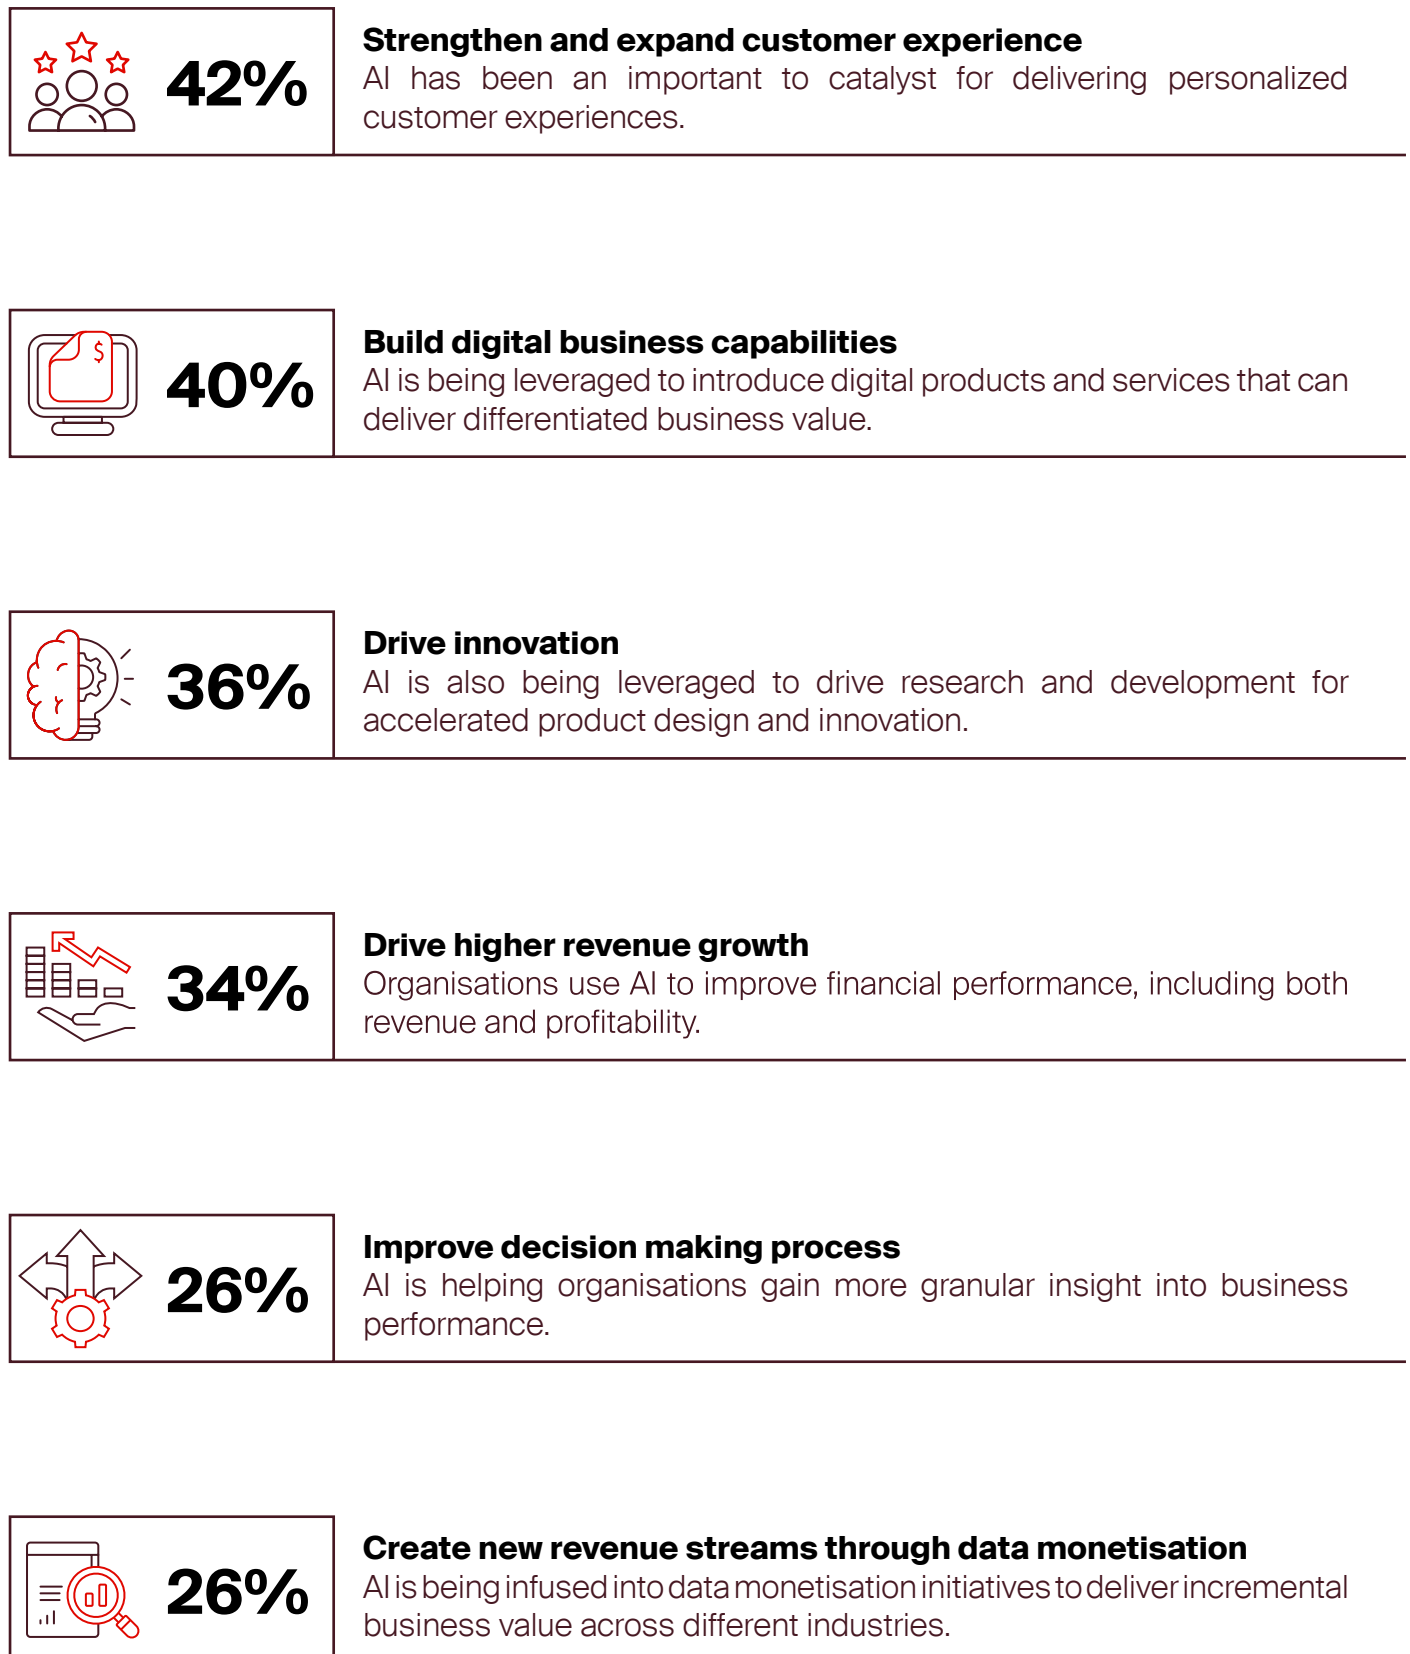 42%
Strengthen and expand customer experience
AI has been an important to catalyst for delivering personalized
customer experiences.
$
40%
Build digital business capabilities
AI is being leveraged to introduce digital products and services that can
deliver differentiated business value.
36%
Drive innovation
AI is also being leveraged to drive research and development for
accelerated product design and innovation.
34%
Drive higher revenue growth
Organisations use AI to improve financial performance, including both
revenue and profitability.
26%
Improve decision making process
AI is helping organisations gain more granular insight into business
performance.
26%
Create new revenue streams through data monetisation
AI is being infused into data monetisation initiatives to deliver incremental
business value across different industries.